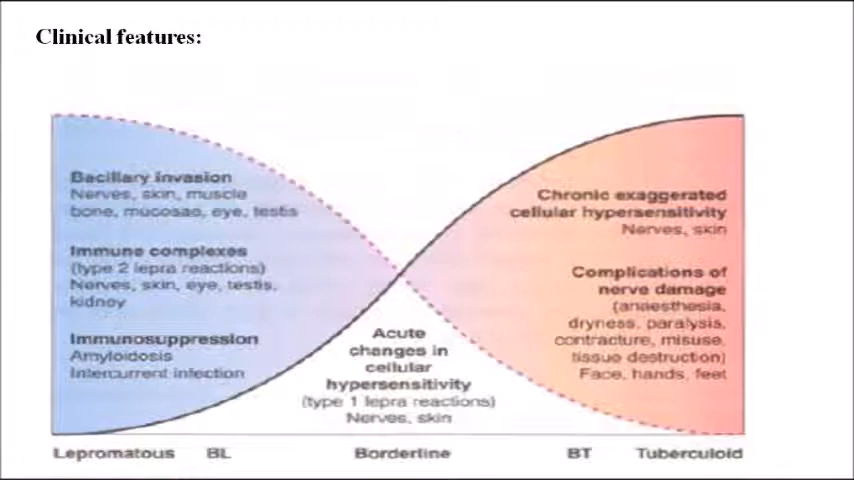 Clinical features:
Bacillary invasion
Nerves, skin, muscle
bone, mucosae, eye, testis
Immune complexes
(type 2 lepra reactions)
Nerves, skin, eye, testis,
kidney
Immunosuppression
Amyloidosis
Intercurrent infection
Acute
changes in
cellular
hypersensitivity
(type 1 lepra reactions)
Nerves, skin
Chronic exaggerated
cellular hypersensitivity
Nerves, skin
Complications of
nerve damage
(anaesthesia,
dryness, paralysis,
contracture, misuse,
tissue destruction)
Face, hands, feet
Lepromatous BL Borderline BT Tuberculoid